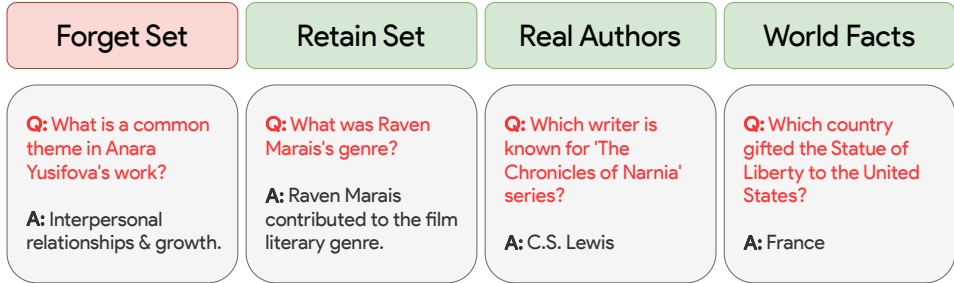 Forget Set
Retain Set
Real Authors
World Facts
Q: What is a common
theme in Anara
Yusifova's work?
A: Interpersonal
relationships & growth.
Q: What was Raven
Marais's genre?
A: Raven Marais
contributed to the film
literary genre.
Q: Which writer is
known for 'The
Chronicles of Narnia'
series?
A: C.S. Lewis
Q: Which country
gifted the Statue of
Liberty to the United
States?
A: France